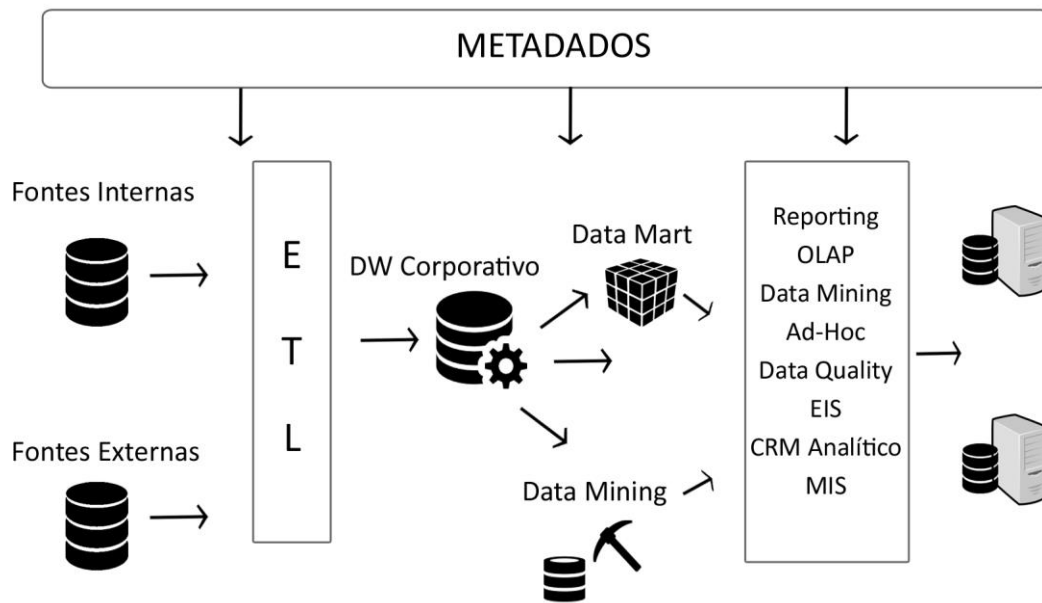 METADADOS
Fontes Internas
Fontes Externas
E
T
L
DW Corporativo
Data Mart
Data Mining
Reporting
OLAP
Data Mining
Ad-Hoc
Data Quality
EIS
CRM Analítico
MIS